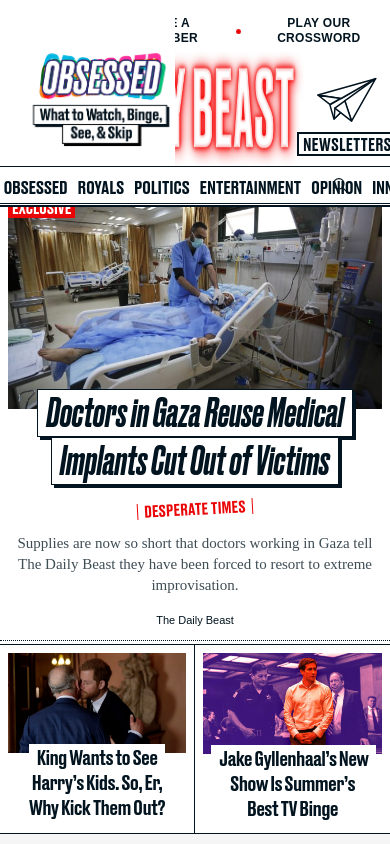 E A
BER
PLAY OUR
CROSSWORD
OBSESSED
What to Watch, Binge,
See, & Skip
Y BEAST
NEWSLETTERS
OBSESSED ROYALS POLITICS ENTERTAINMENT OPINION INN
EXCLUSIVE
Doctors in Gaza Reuse Medical
Implants Cut Out of Victims
DESPERATE TIMES
Supplies are now so short that doctors working in Gaza tell
The Daily Beast they have been forced to resort to extreme
improvisation.
The Daily Beast
King Wants to See
Harry's Kids. So, Er,
Why Kick Them Out?
Jake Gyllenhaal's New
Show Is Summer's
Best TV Binge